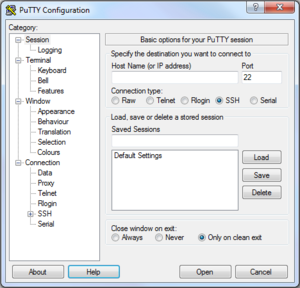 PuTTY Configuration
Category:
Session
Logging
Terminal
Keyboard
Bell
Features
Window
Appearance
Behaviour
Translation
Selection
Colours
Connection
Data
Proxy
Telnet
Rlogin
SSH
Serial
Basic options for your PuTTY session
Specify the destination you want to connect to
Host Name (or IP address) Port
22
Connection type:
Raw Telnet Rlogin SSH Serial
Load, save or delete a stored session
Saved Sessions
Default Settings
Load
Save
Delete
Close window on exit:
Always Never Only on clean exit
About Help Open Cancel